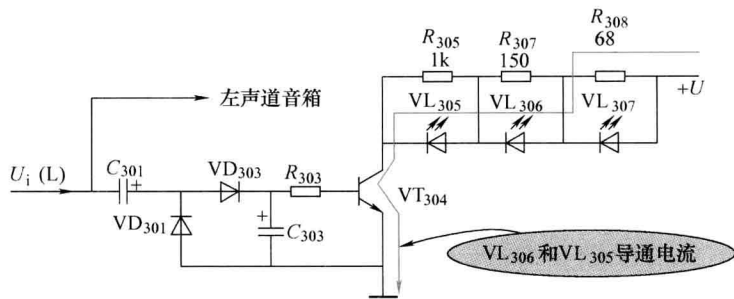 R305
1k
R307
150
R308
68
+U
VL305
VL306
VL307
左声道音箱
Ui (L)
C301
+
VD303
R303
VT304
VD301
+
C303
VL306和VL305导通电流